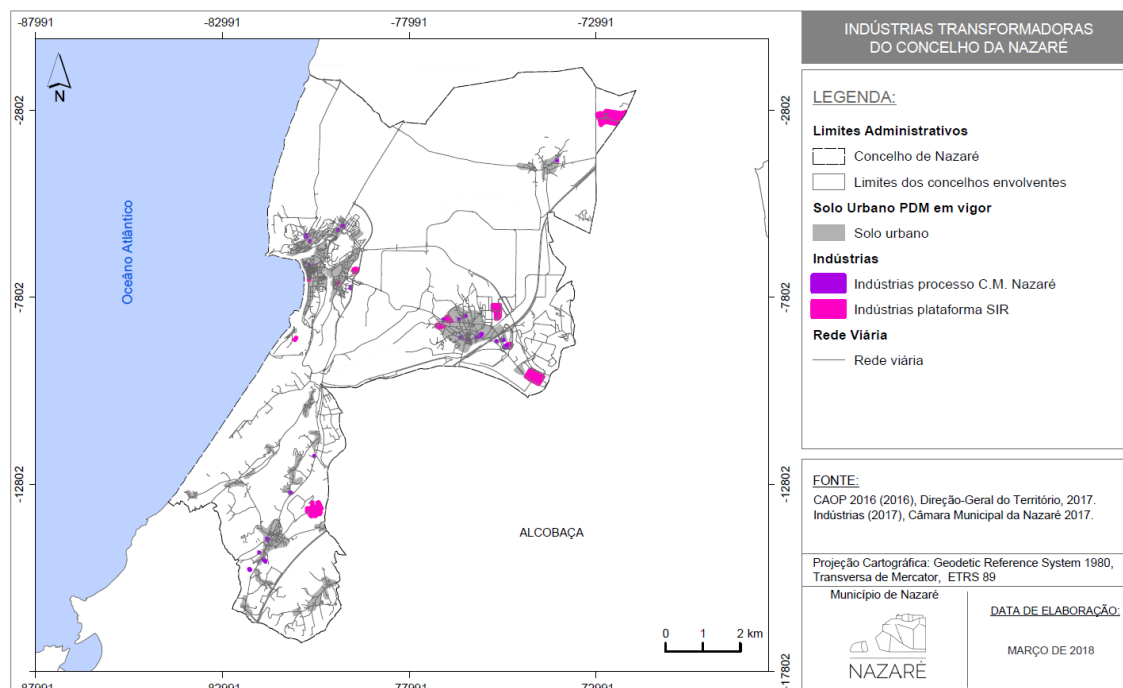 -87991
-82991
-77991
-72991
INDÚSTRIAS TRANSFORMADORAS
DO CONCELHO DA NAZARÉ
N
-2802
-2802
LEGENDA:
Limites Administrativos
Concelho de Nazaré
Limites dos concelhos envolventes
Solo Urbano PDM em vigor
Solo urbano
Indústrias
Indústrias processo C.M. Nazaré
Indústrias plataforma SIR
Rede Viária
Rede viária
Oceâno Atlântico
-7802
-7802
-12802
-12802
ALCOBAÇA
FONTE:
CAOP 2016 (2016), Direção-Geral do Território, 2017.
Indústrias (2017), Câmara Municipal da Nazaré 2017.
Projeção Cartográfica: Geodetic Reference System 1980,
Transversa de Mercator, ETRS 89
Município de Nazaré
NAZARÉ
DATA DE ELABORAÇÃO:
MARÇO DE 2018
0 1 2 km
-17802
-87991
-82991
-77991
-72991